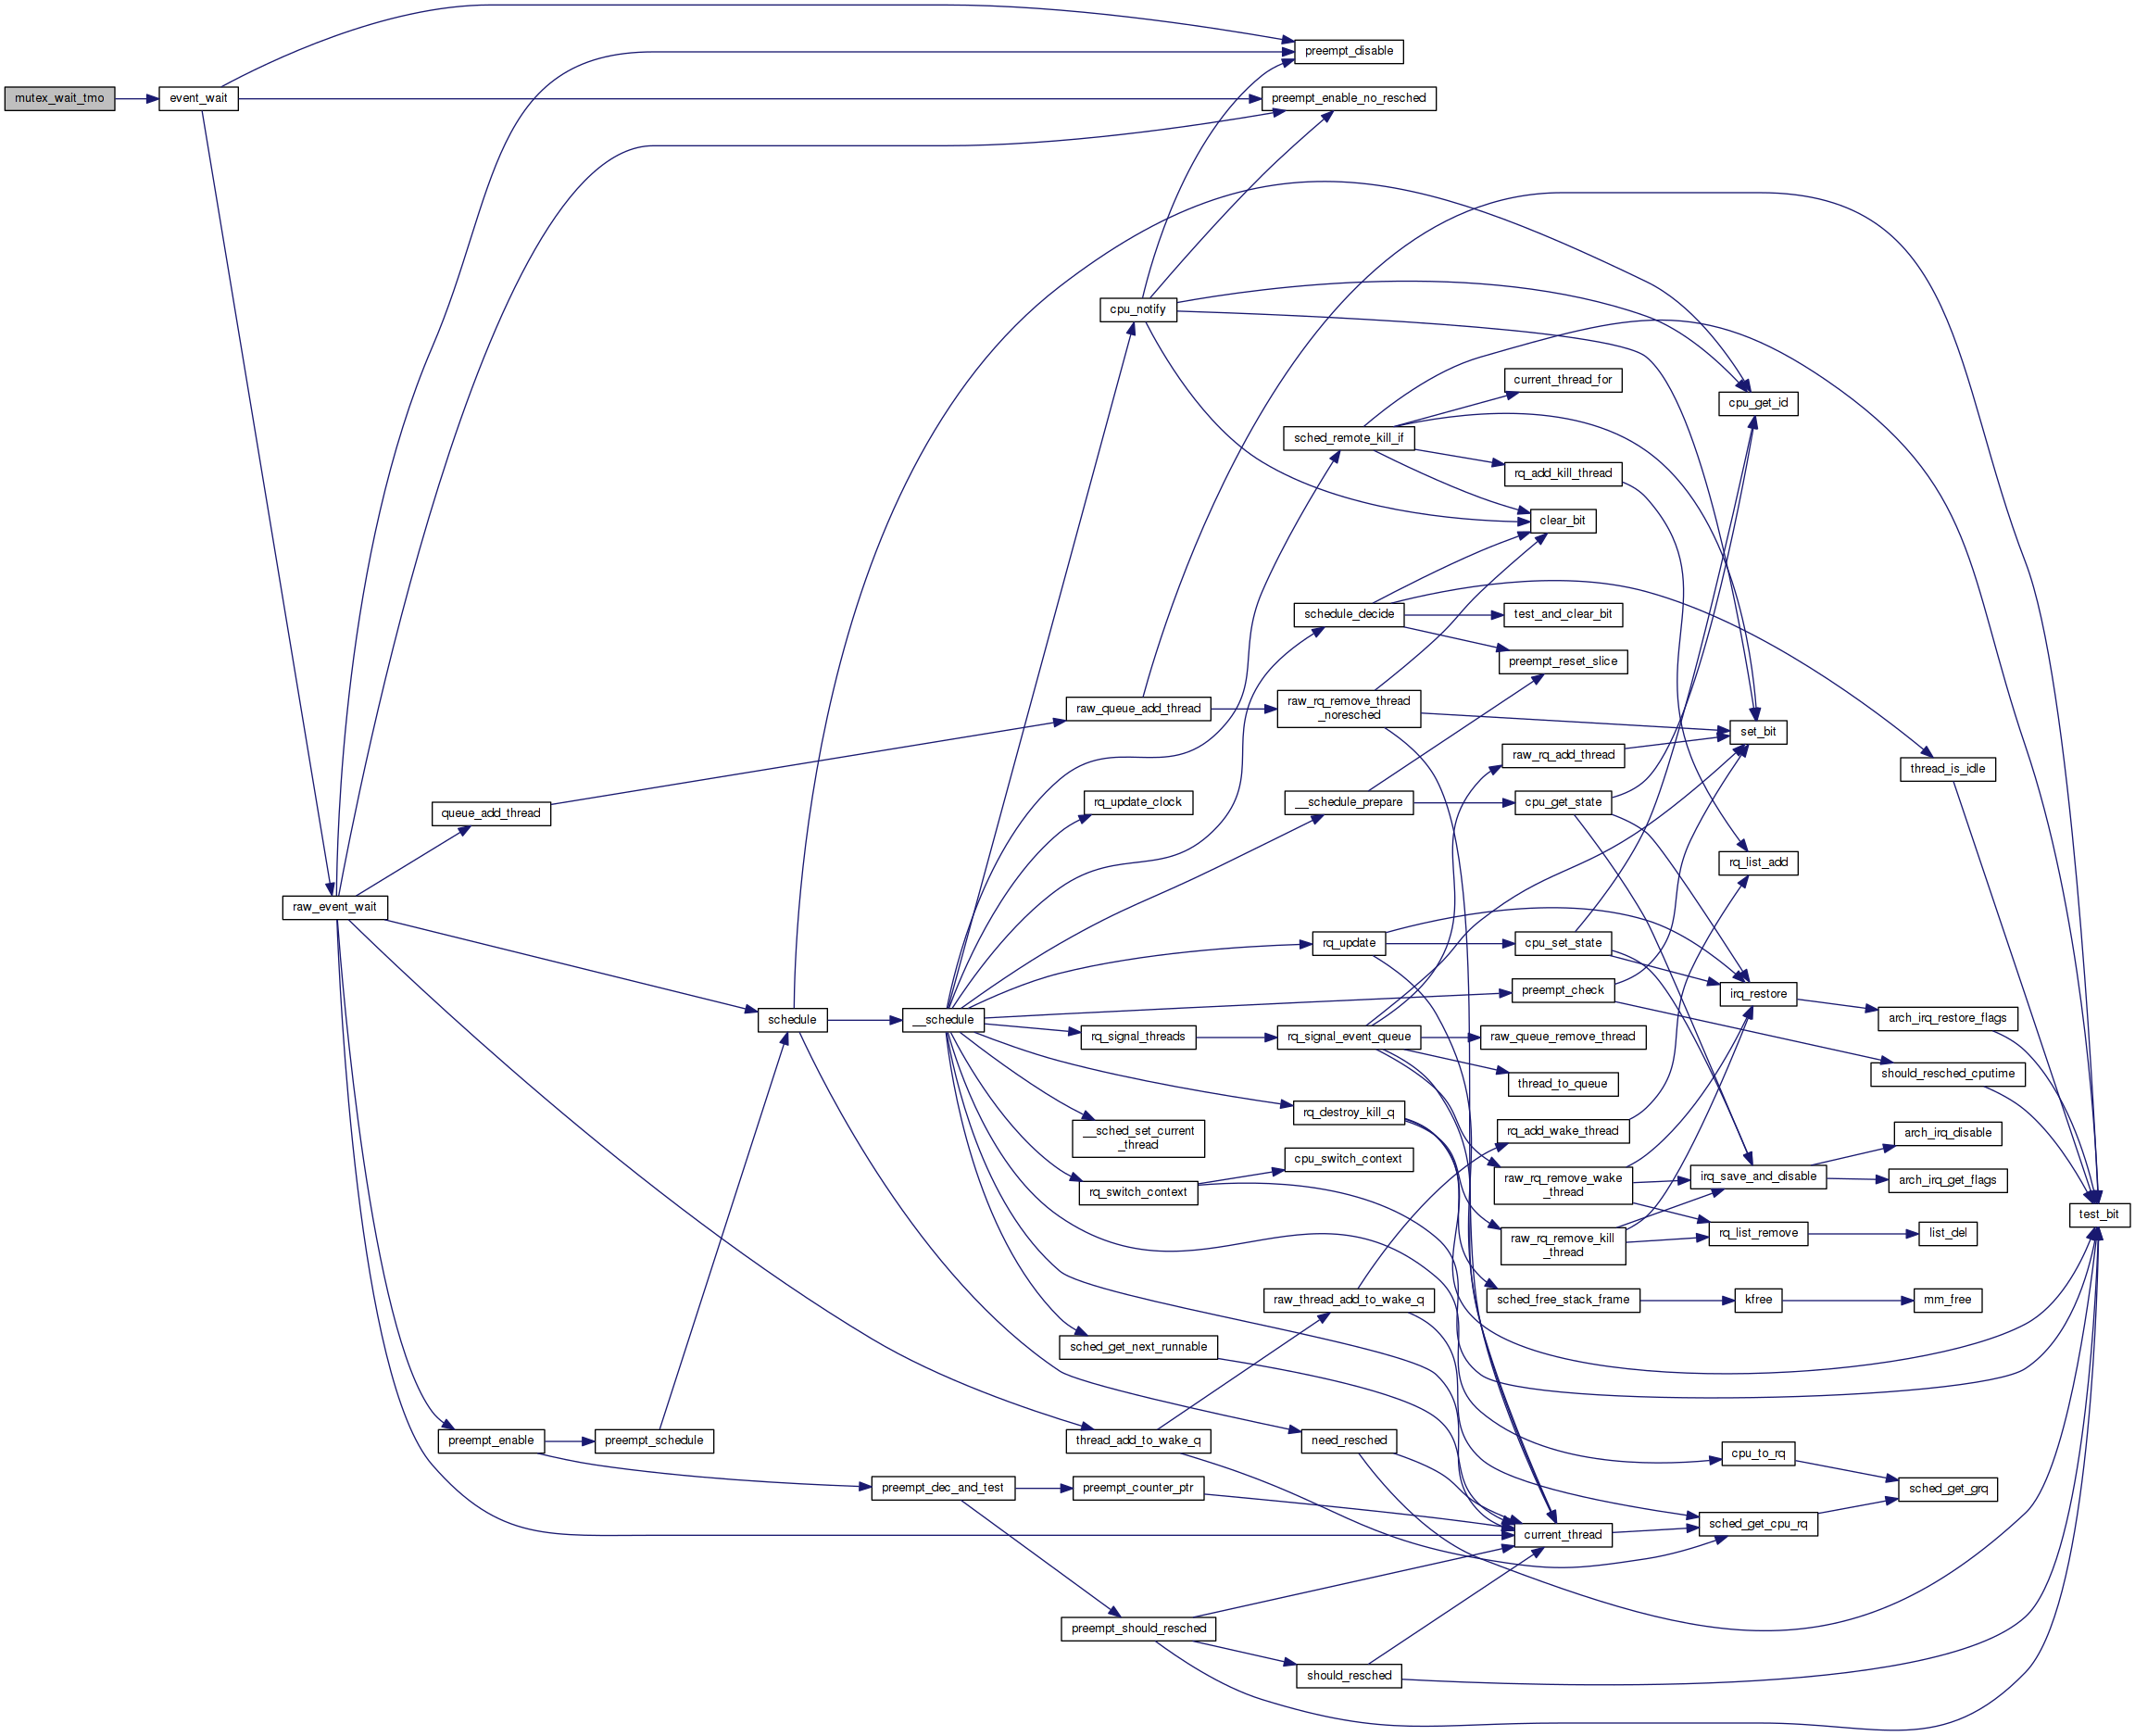 preempt_disable
mutex_wait_tmo
event_wait
preempt_enable_no_resched
cpu_notify
current_thread_for
cpu_get_id
sched_remote_kill_if
rq_add_kill_thread
clear_bit
schedule_decide
test_and_clear_bit
preempt_reset_slice
raw_queue_add_thread
raw_rq_remove_thread
_noresched
set_bit
raw_rq_add_thread
thread_is_idle
rq_update_clock
__schedule_prepare
cpu_get_state
queue_add_thread
rq_list_add
raw_event_wait
rq_update
cpu_set_state
preempt_check
irq_restore
schedule
__schedule
arch_irq_restore_flags
rq_signal_threads
rq_signal_event_queue
raw_queue_remove_thread
should_resched_cputime
thread_to_queue
rq_destroy_kill_q
__sched_set_current
_thread
rq_add_wake_thread
arch_irq_disable
cpu_switch_context
rq_switch_context
raw_rq_remove_wake
_thread
irq_save_and_disable
arch_irq_get_flags
test_bit
raw_rq_remove_kill
_thread
rq_list_remove
list_del
raw_thread_add_to_wake_q
sched_free_stack_frame
kfree
mm_free
sched_get_next_runnable
preempt_enable
preempt_schedule
thread_add_to_wake_q
need_resched
cpu_to_rq
preempt_dec_and_test
preempt_counter_ptr
sched_get_grq
current_thread
sched_get_cpu_rq
preempt_should_resched
should_resched